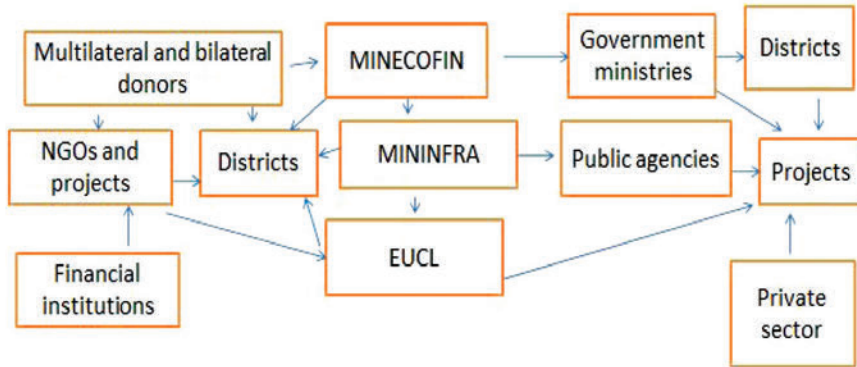 Multilateral and bilateral
donors
MINECOFIN
Government
ministries
Districts
NGOs and
projects
Districts
MININFRA
Public agencies
Projects
Financial
institutions
EUCL
Private
sector